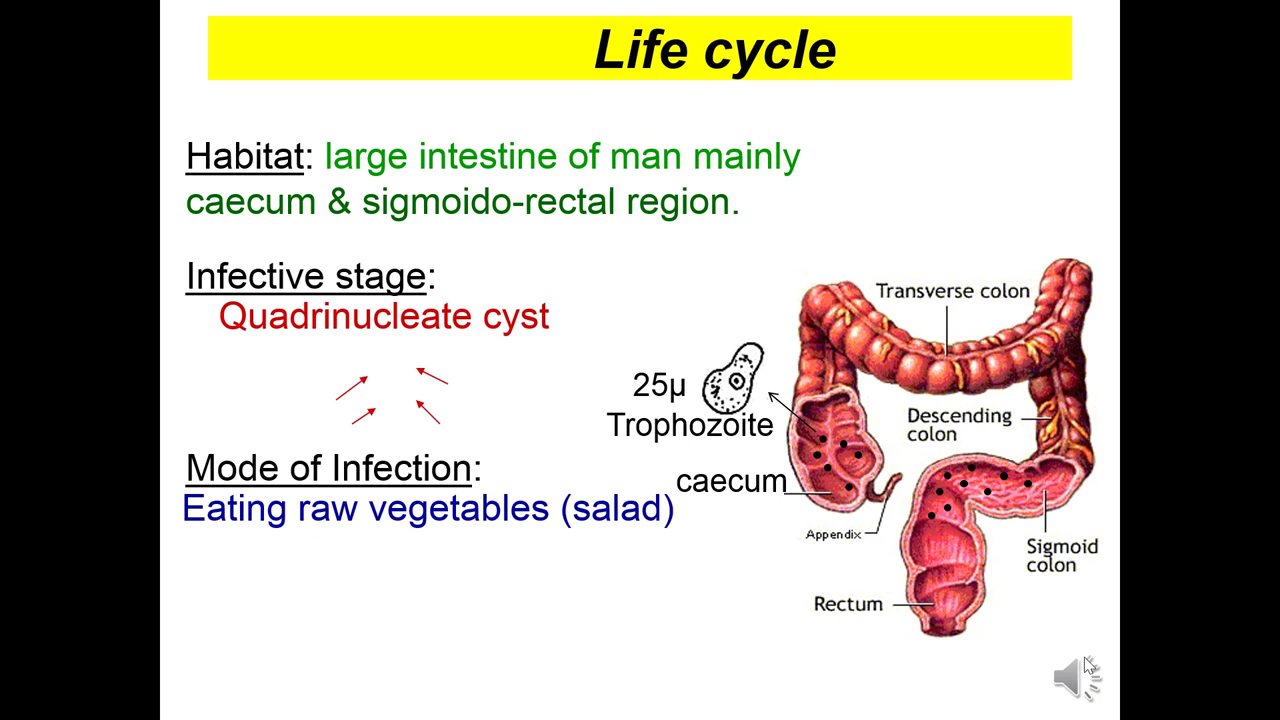 Life cycle
Habitat: large intestine of man mainly
caecum & sigmoido-rectal region.
Infective stage:
Quadrinucleate cyst
Mode of Infection:
Eating raw vegetables (salad)
25µ
Trophozoite
caecum
Transverse colon
Descending
colon
Appendix
Sigmoid
colon
Rectum